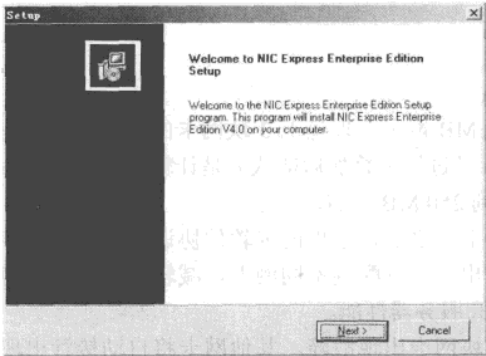 Setup
Welcome to NIC Express Enterprise Edition
Setup
Welcome to the NIC Express Enterprise Edition Setup
program. This program will install NIC Express Enterprise
Edition V4.0 on your computer.
Next >
Cancel